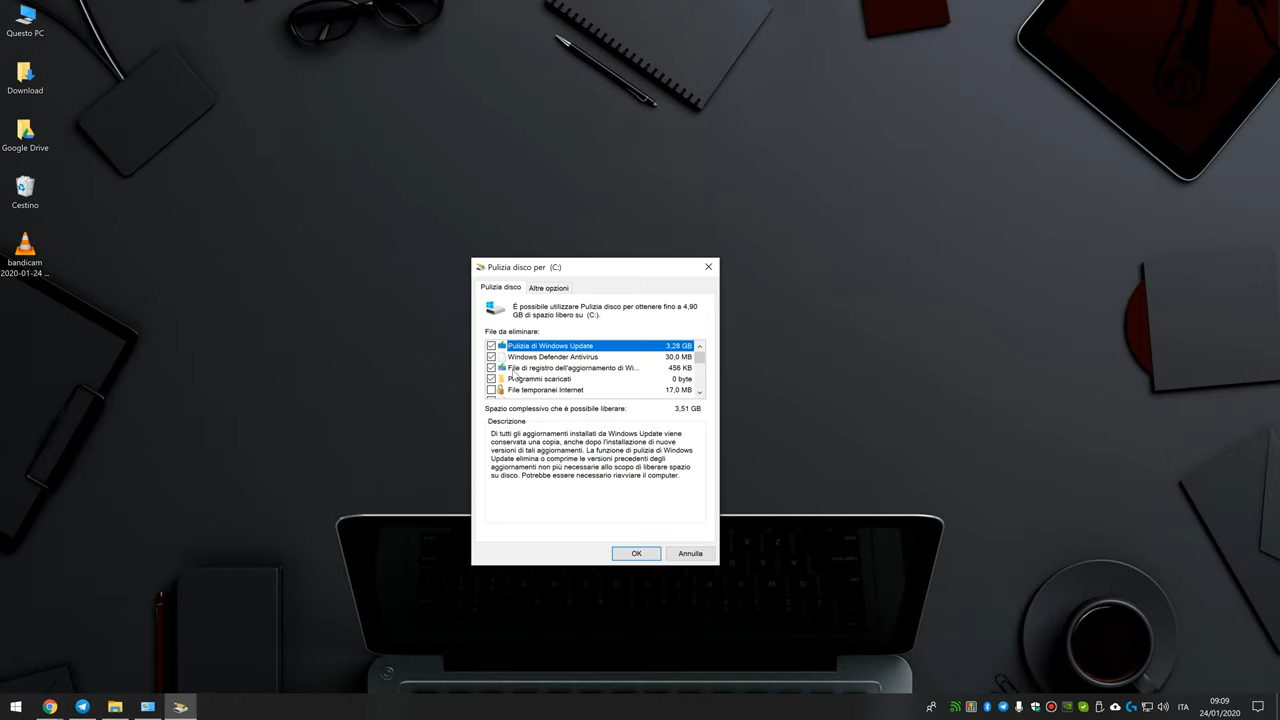 Questo PC
Download
Google Drive
Cestino
bandicam
2020-01-24 ...
Pulizia disco per (C:)
Pulizia disco
Altre opzioni
È possibile utilizzare Pulizia disco per ottenere fino a 4,90
GB di spazio libero su (C:).
File da eliminare:
Pulizia di Windows Update 3,28 GB
Windows Defender Antivirus 30,0 MB
File di registro dell'aggiornamento di Wi... 456 KB
Programmi scaricati 0 byte
File temporanei Internet 17,0 MB
Spazio complessivo che è possibile liberare: 3,51 GB
Descrizione
Di tutti gli aggiornamenti installati da Windows Update viene
conservata una copia, anche dopo l'installazione di nuove
versioni di tali aggiornamenti. La funzione di pulizia di Windows
Update elimina o comprime le versioni precedenti degli
aggiornamenti non più necessarie allo scopo di liberare spazio
su disco. Potrebbe essere necessario riavviare il computer.
OK
Annulla
ITA
09:09
24/01/2020